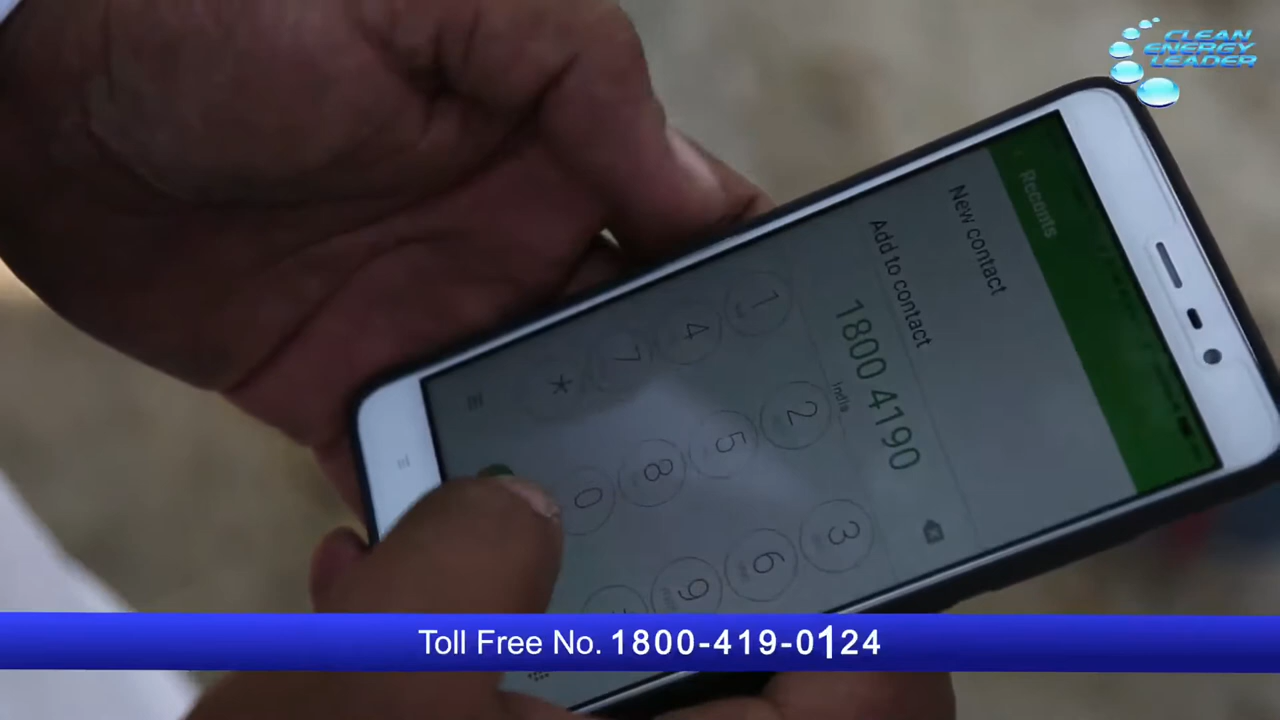 CLEAN
ENERGY
LEADER
Recents
New contact
Add to contact
1800 4190
India
1
2
3
4
5
6
7
8
9
*
0
Toll Free No. 1800-419-0124